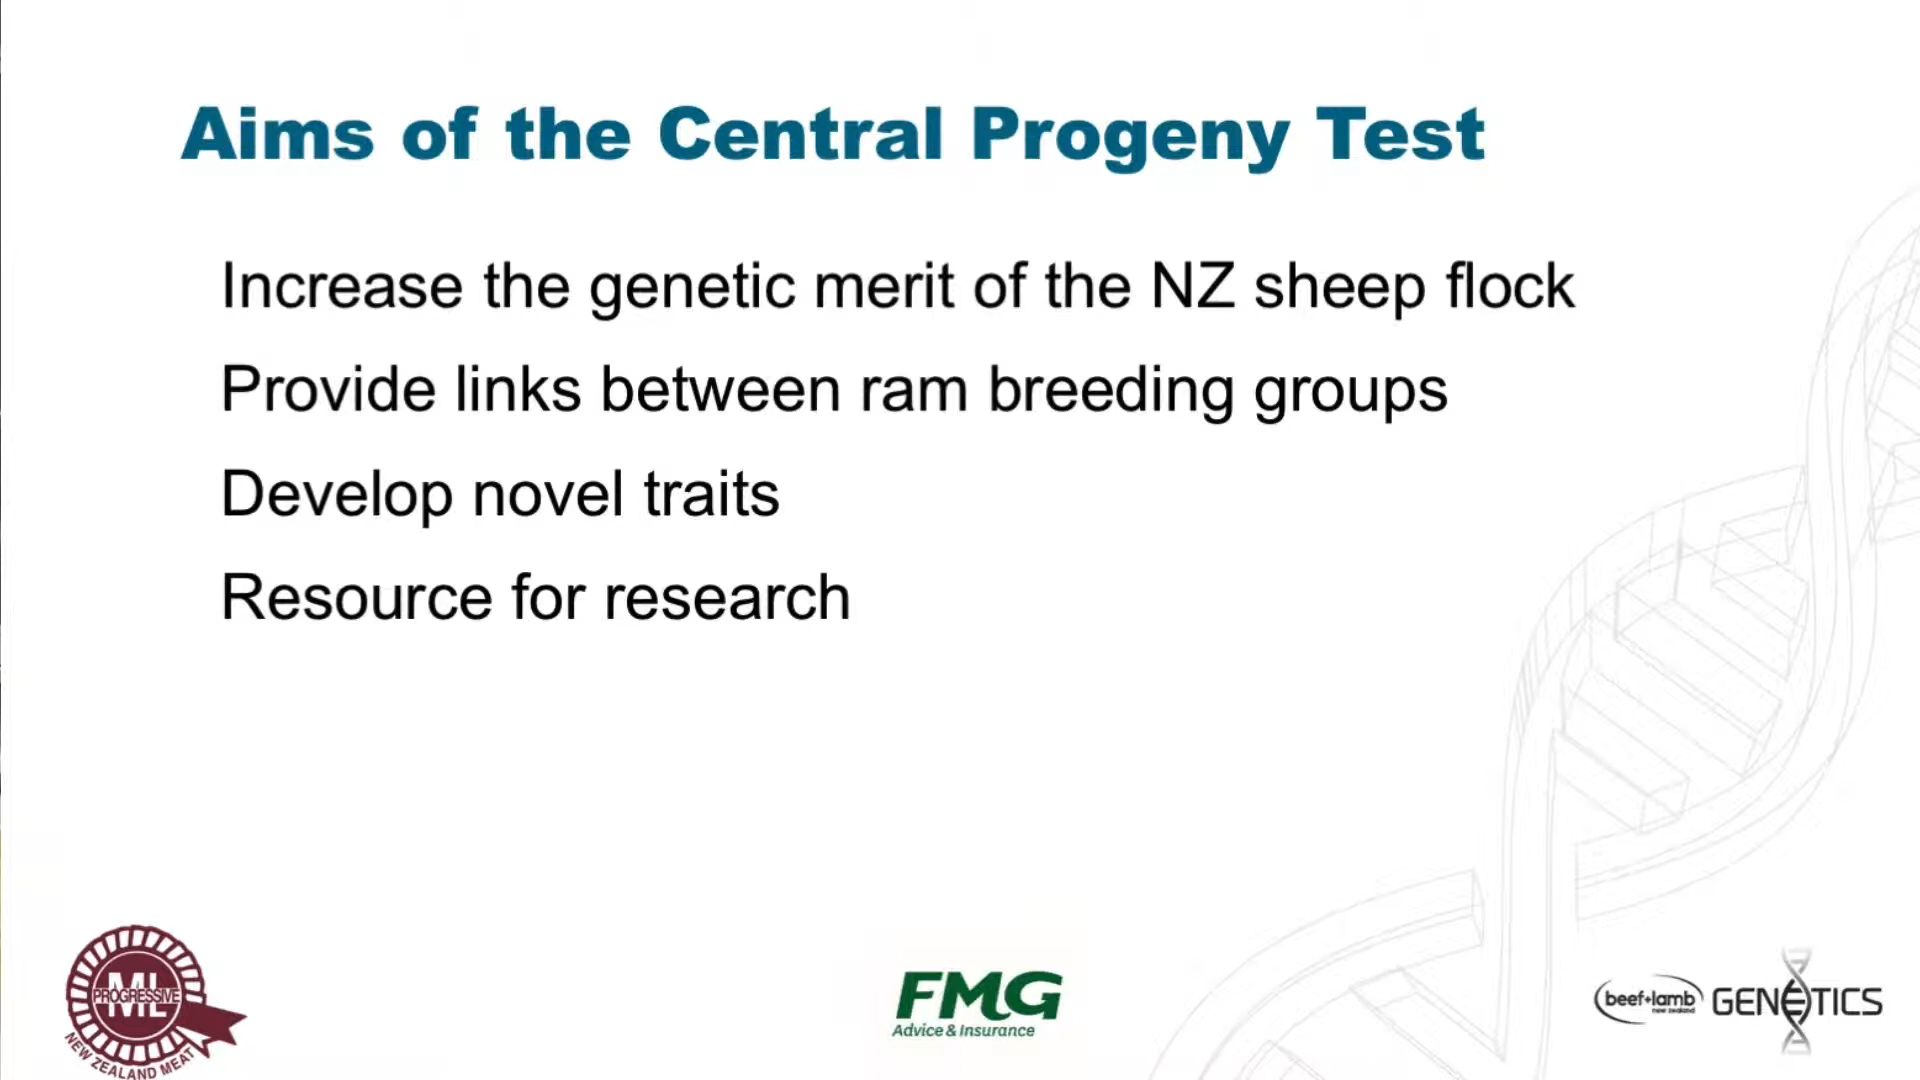 Aims of the Central Progeny Test
Increase the genetic merit of the NZ sheep flock
Provide links between ram breeding groups
Develop novel traits
Resource for research
ML
PROGRESSIVE
NEW ZEALAND MEAT
FMG
Advice & Insurance
beef+lamb
new zealand
GENETICS